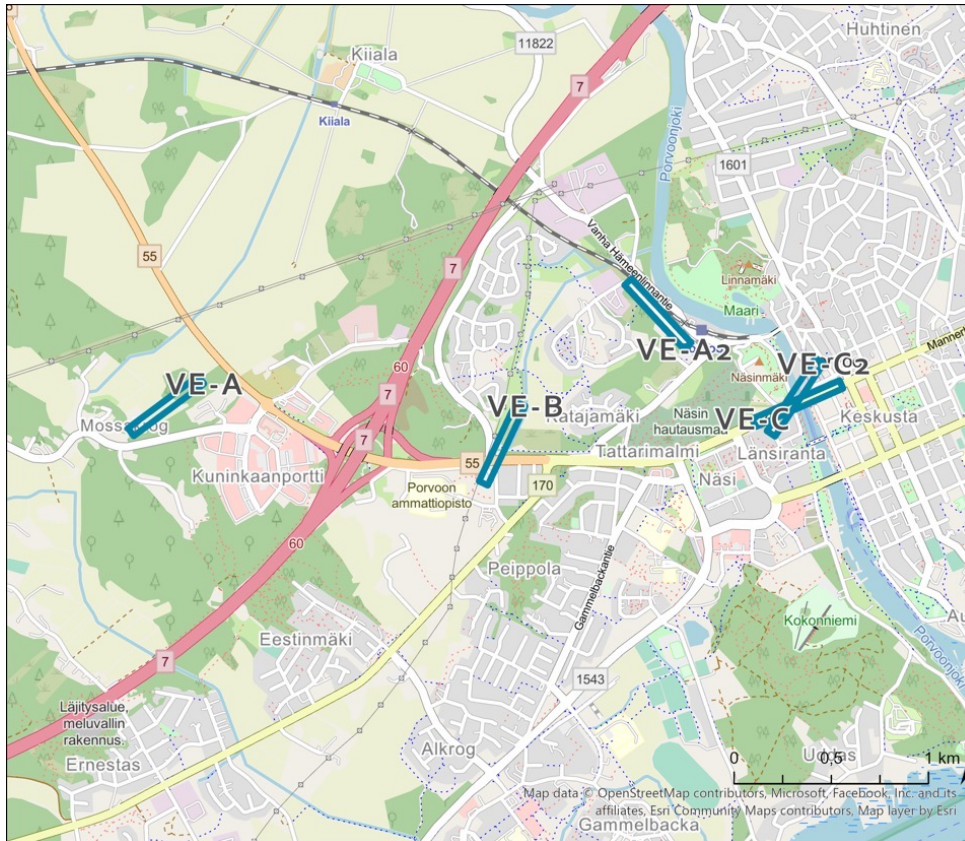 Huhtinen
11822
Kiiala
7
Kiiala
Porvoonjoki
1601
55
Vanha Hämeenlinnantie
Linnamäki
7
Maari
60
VE-A2
Mannerh
Näsinmäki
VE-C2
VE-A
7
VE-B
Katajamäki
Näsin
hautausmaa
VE-C
Keskusta
7
Tattarimalmi
Länsiranta
Kuninkaanportti
55
Näsi
170
Porvoon
ammattiopisto
60
Peippola
Gammelbackantie
Kokonniemi
Eestinmäki
Porvoonjoki
7
1543
Läjitysalue,
meluvallin
rakennus.
Alkrog
0 0,5 1 km
Ernestas
Map data © OpenStreetMap contributors, Microsoft, Facebook, Inc. and its
affiliates, Esri Community Maps contributors, Map layer by Esri
Gammelbacka